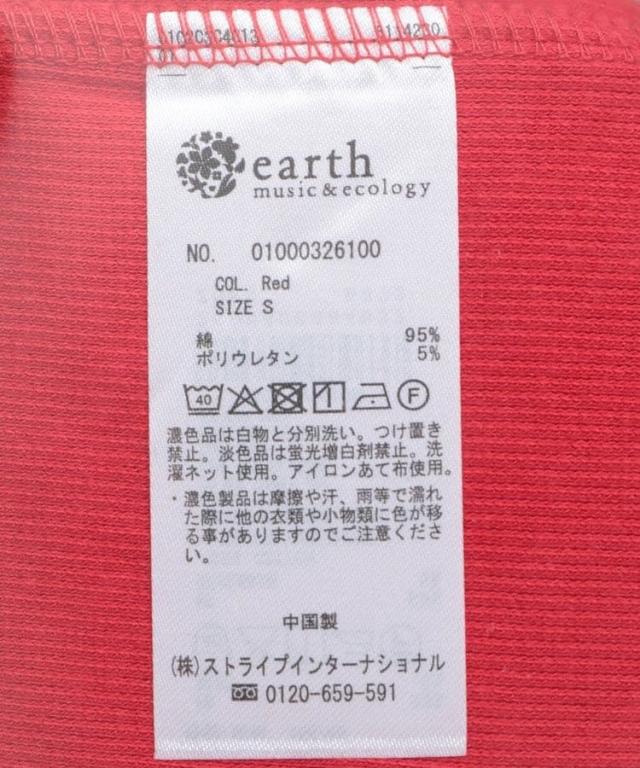 earth
music&ecology
NO. 01000326100
COL. Red
SIZE S
綿 95%
ポリウレタン 5%
40 F
濃色品は白物と分別洗い。つけ置き
禁止。淡色品は蛍光増白剤禁止。洗
濯ネット使用。アイロンあて布使用。
・濃色製品は摩擦や汗、雨等で濡れ
た際に他の衣類や小物類に色が移
る事がありますのでご注意くださ
い。
中国製
(株)ストライプインターナショナル
0120-659-591